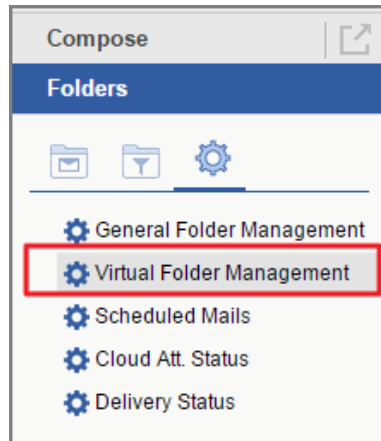 Compose
Folders
General Folder Management
Virtual Folder Management
Scheduled Mails
Cloud Att. Status
Delivery Status